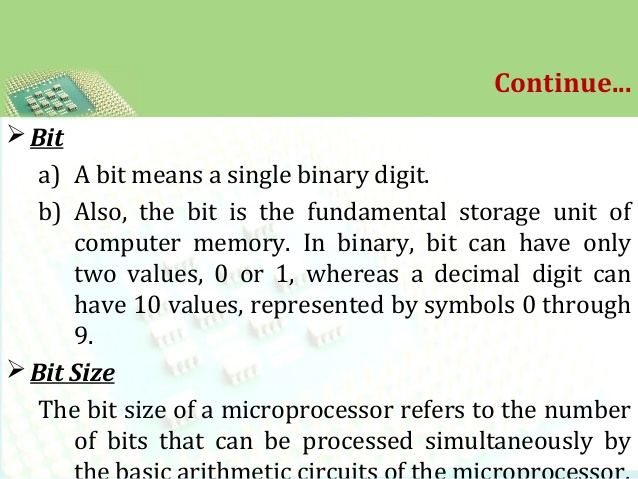 Continue...
➢ Bit
a) A bit means a single binary digit.
b) Also, the bit is the fundamental storage unit of
computer memory. In binary, bit can have only
two values, 0 or 1, whereas a decimal digit can
have 10 values, represented by symbols 0 through
9.
➢ Bit Size
The bit size of a microprocessor refers to the number
of bits that can be processed simultaneously by
the basic arithmetic circuits of the microprocessor.